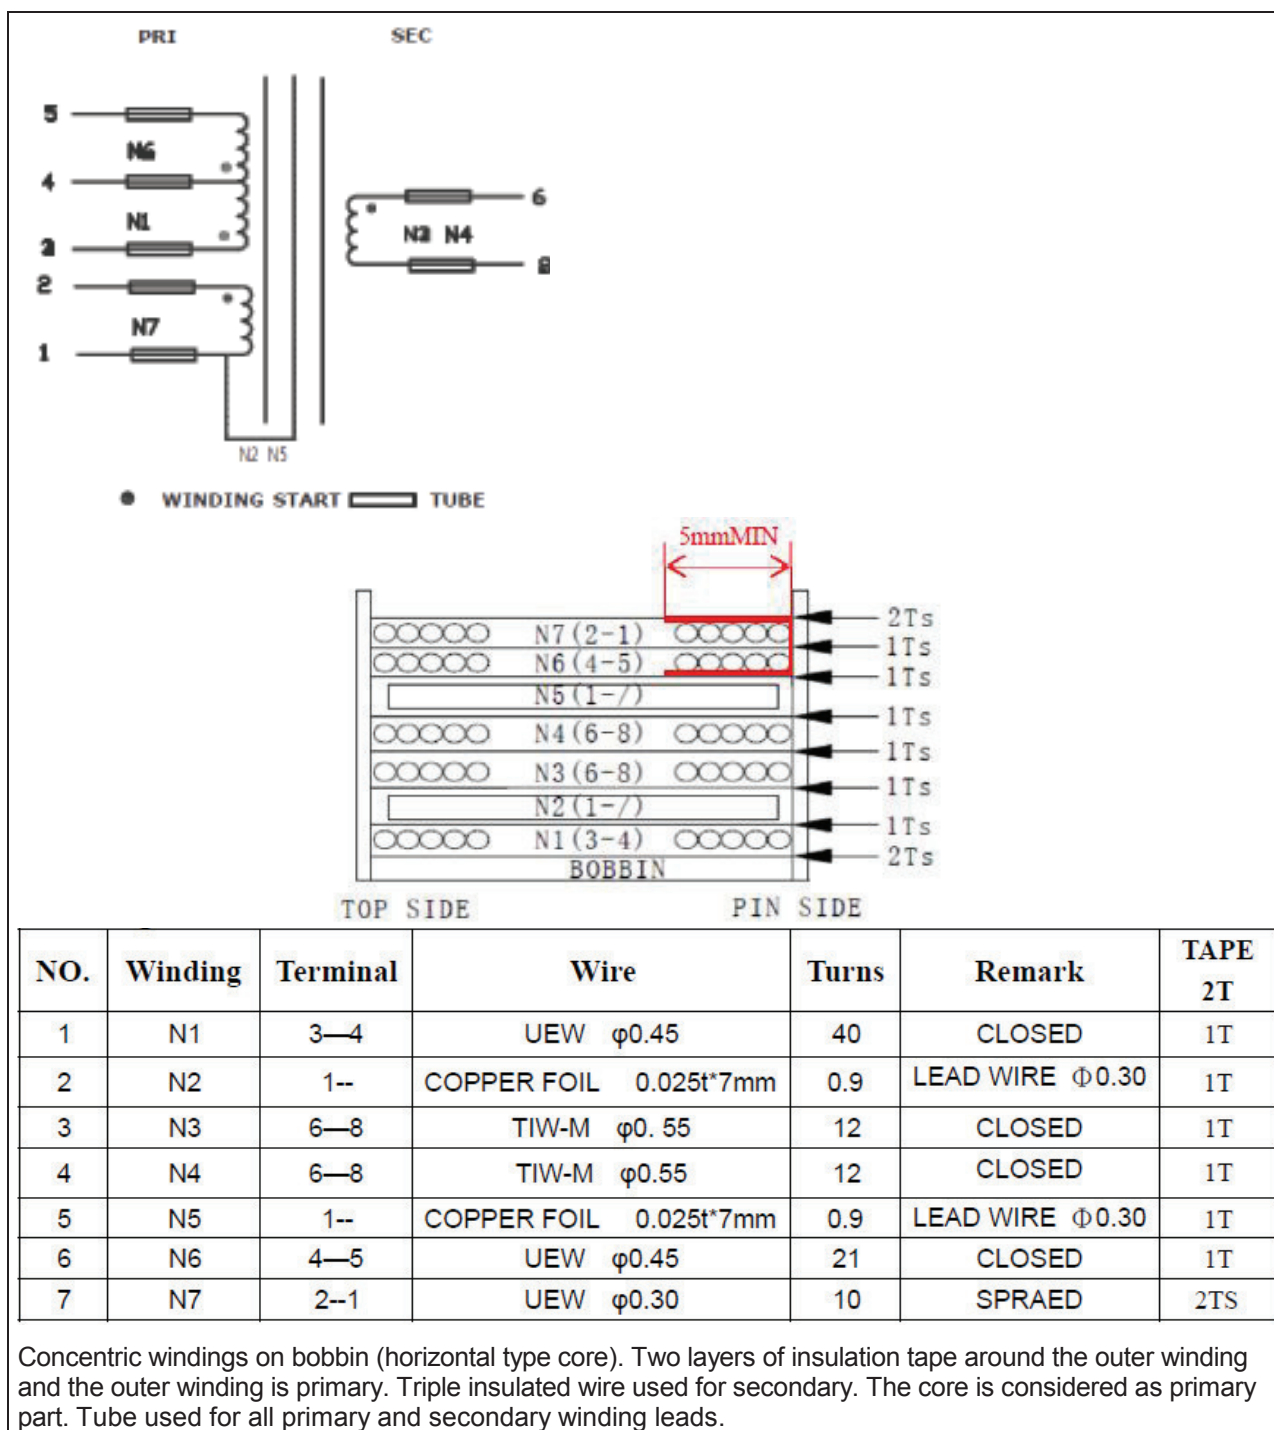 PRI SEC
5
N6
4
N1
3
2
N7
1
6
N3 N4
8
N2 N5
WINDING START TUBE
5mmMIN
N7(2-1)
N6(4-5)
N5(1-/)
N4(6-8)
N3(6-8)
N2(1-/)
N1(3-4)
BOBBIN
2Ts
1Ts
1Ts
1Ts
1Ts
1Ts
1Ts
2Ts
TOP SIDE PIN SIDE
NO. Winding Terminal Wire Turns Remark TAPE 2T
1 N1 3—4 UEW φ0.45 40 CLOSED 1T
2 N2 1-- COPPER FOIL 0.025t*7mm 0.9 LEAD WIRE Φ0.30 1T
3 N3 6—8 TIW-M φ0. 55 12 CLOSED 1T
4 N4 6—8 TIW-M φ0.55 12 CLOSED 1T
5 N5 1-- COPPER FOIL 0.025t*7mm 0.9 LEAD WIRE Φ0.30 1T
6 N6 4—5 UEW φ0.45 21 CLOSED 1T
7 N7 2--1 UEW φ0.30 10 SPRAED 2TS
Concentric windings on bobbin (horizontal type core). Two layers of insulation tape around the outer winding
and the outer winding is primary. Triple insulated wire used for secondary. The core is considered as primary
part. Tube used for all primary and secondary winding leads.